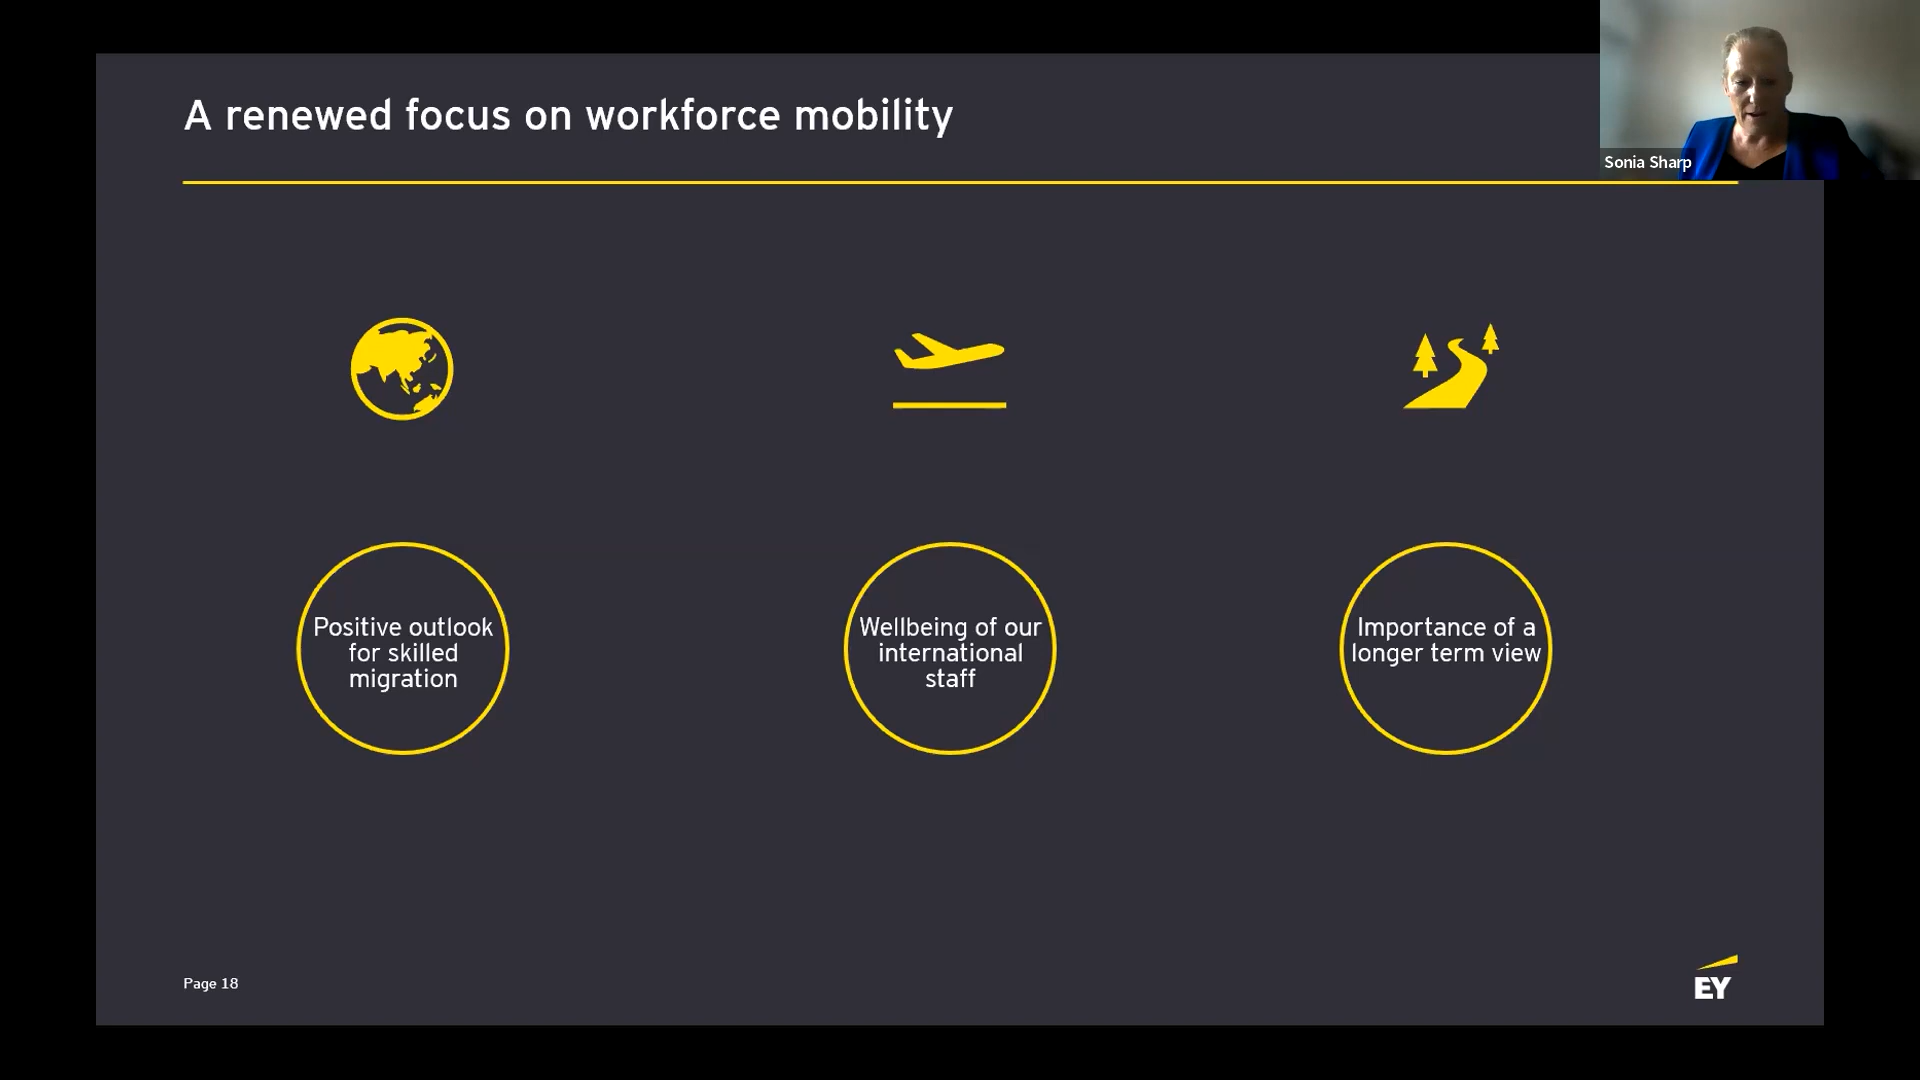 A renewed focus on workforce mobility
Sonia Sharp
Positive outlook
for skilled
migration
Wellbeing of our
international
staff
Importance of a
longer term view
Page 18
EY